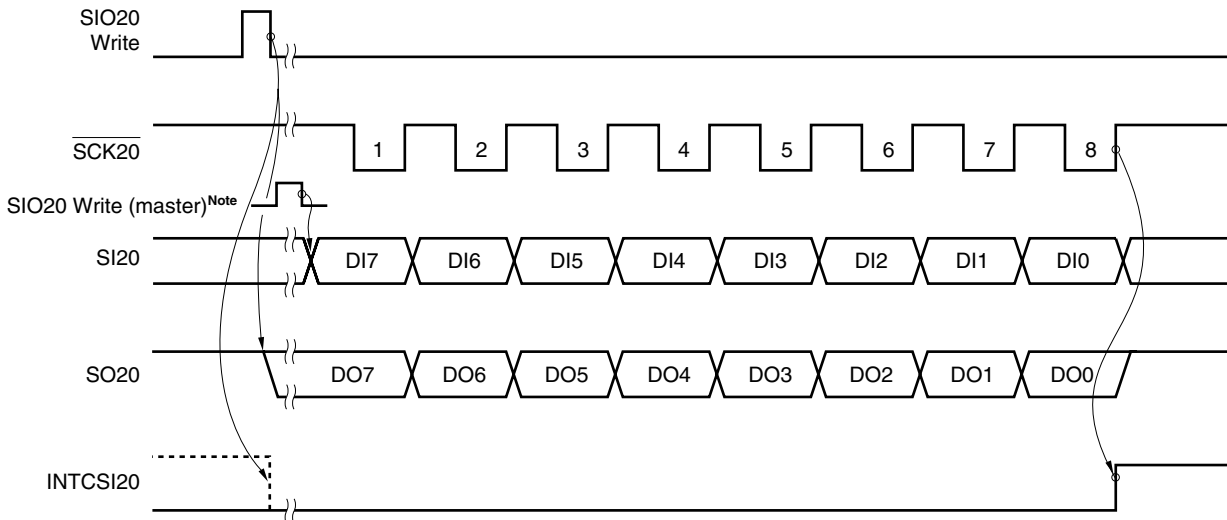 SIO20
Write
SCK20
1 2 3 4 5 6 7 8
SIO20 Write (master)Note
SI20
DI7 DI6 DI5 DI4 DI3 DI2 DI1 DI0
SO20
DO7 DO6 DO5 DO4 DO3 DO2 DO1 DO0
INTCSI20